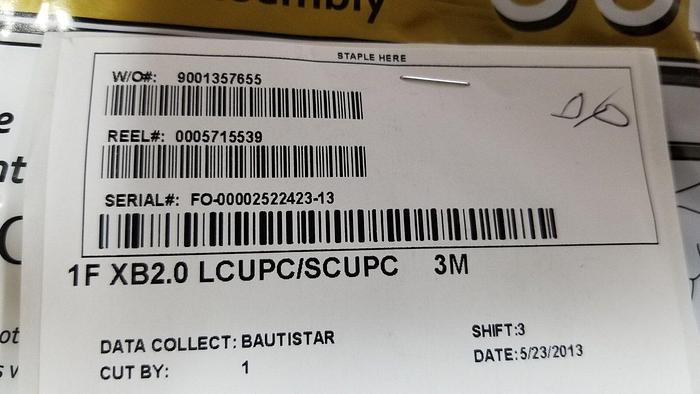 STAPLE HERE
W/O#: 9001357655
REEL#: 0005715539
SERIAL#: FO-00002522423-13
1F XB2.0 LCUPC/SCUPC 3M
DATA COLLECT: BAUTISTAR SHIFT:3
CUT BY: 1 DATE:5/23/2013